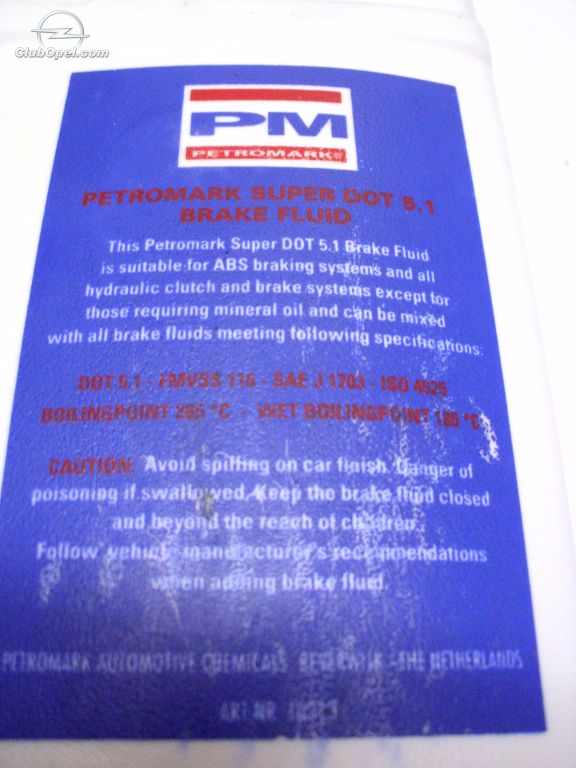 ClubOpel.com
PM
PETROMARK®
PETROMARK SUPER DOT 5.1
BRAKE FLUID
This Petromark Super DOT 5.1 Brake Fluid
is suitable for ABS braking systems and all
hydraulic clutch and brake systems except for
those requiring mineral oil and can be mixed
with all brake fluids meeting following specifications:
DOT 5.1 - FMVSS 116 - SAE J 1703 - ISO 4925
BOILINGPOINT 265 °C - WET BOILINGPOINT °C
CAUTION: Avoid spilling on car finish. Danger of
poisoning if swallowed. Keep the brake fluid closed
and beyond the reach of children.
Follow vehicle manufacturer's recommendations
when adding brake fluid.
PETROMARK AUTOMOTIVE CHEMICALS BEVERWIJK - THE NETHERLANDS
ART NR